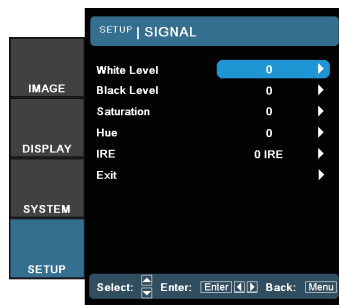 SETUP | SIGNAL
IMAGE
DISPLAY
SYSTEM
SETUP
White Level 0
Black Level 0
Saturation 0
Hue 0
IRE 0 IRE
Exit
Select: Enter: Enter Back: Menu